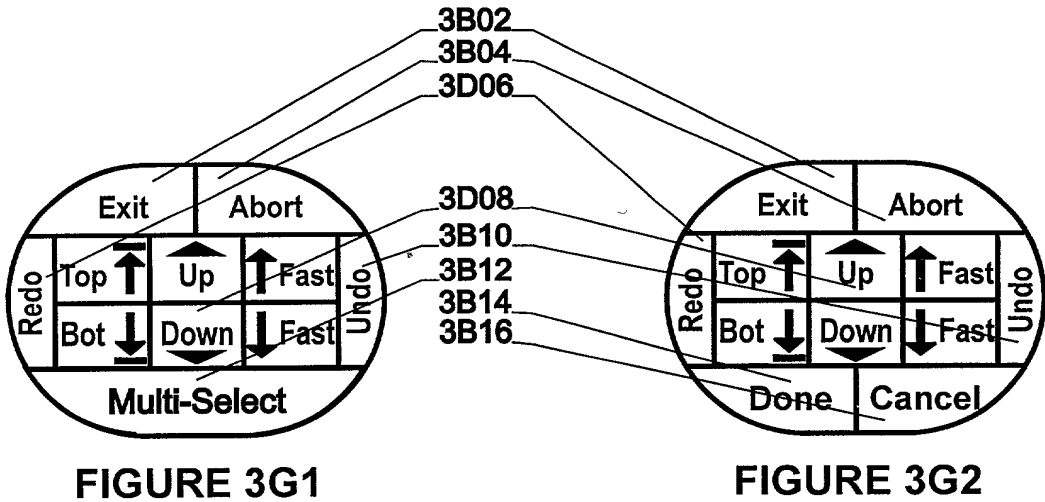 3B02
3B04
3D06
3D08
3B10
3B12
3B14
3B16
Exit Abort
Redo
Top Up Fast
Bot Down Fast
Undo
Multi-Select
FIGURE 3G1
Exit Abort
Redo
Top Up Fast
Bot Down Fast
Undo
Done Cancel
FIGURE 3G2